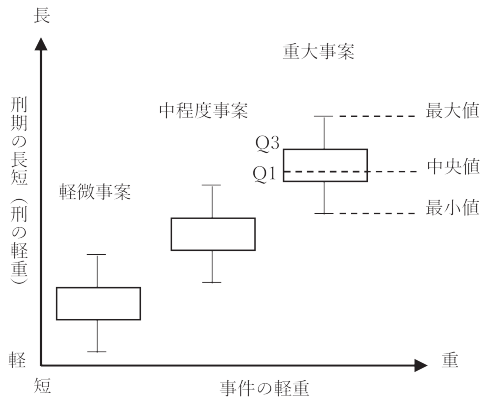 長
重大事案
中程度事案
最大値
Q3
中央値
Q1
軽微事案
最小値
刑期の長短（刑の軽重）
軽
重
短
事件の軽重